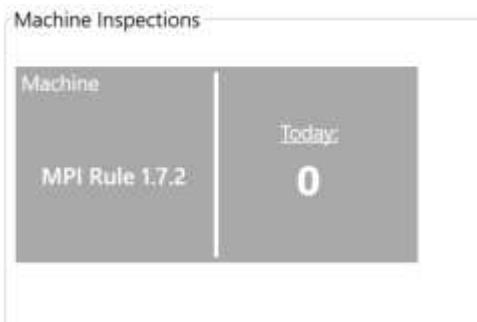 Machine Inspections
Machine
MPI Rule 1.7.2
Today:
0